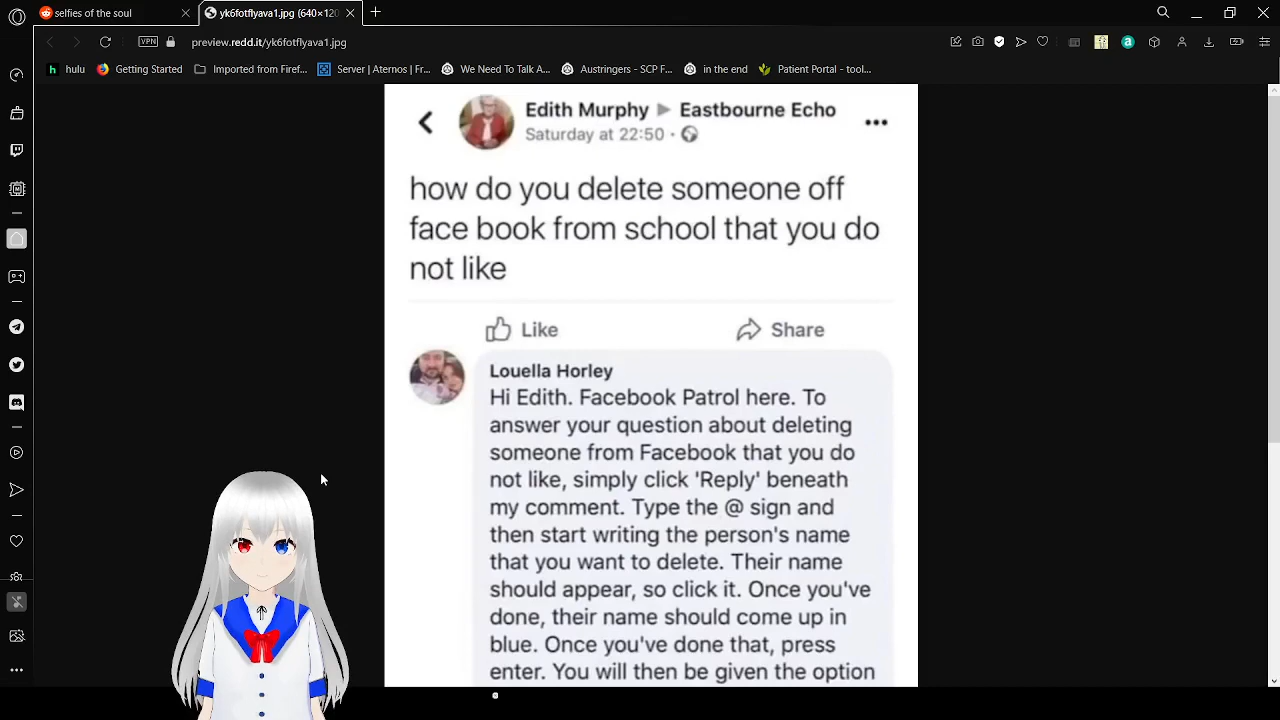 selfies of the soul
yk6fotflyava1.jpg (640×120
VPN
preview.redd.it/yk6fotflyava1.jpg
h hulu
Getting Started
Imported from Firef...
Server | Aternos | Fr...
We Need To Talk A...
Austringers - SCP F...
in the end
Patient Portal - tool...
Edith Murphy ▶ Eastbourne Echo
Saturday at 22:50 ·
how do you delete someone off
face book from school that you do
not like
Like
Share
Louella Horley
Hi Edith. Facebook Patrol here. To
answer your question about deleting
someone from Facebook that you do
not like, simply click 'Reply' beneath
my comment. Type the @ sign and
then start writing the person's name
that you want to delete. Their name
should appear, so click it. Once you've
done, their name should come up in
blue. Once you've done that, press
enter. You will then be given the option